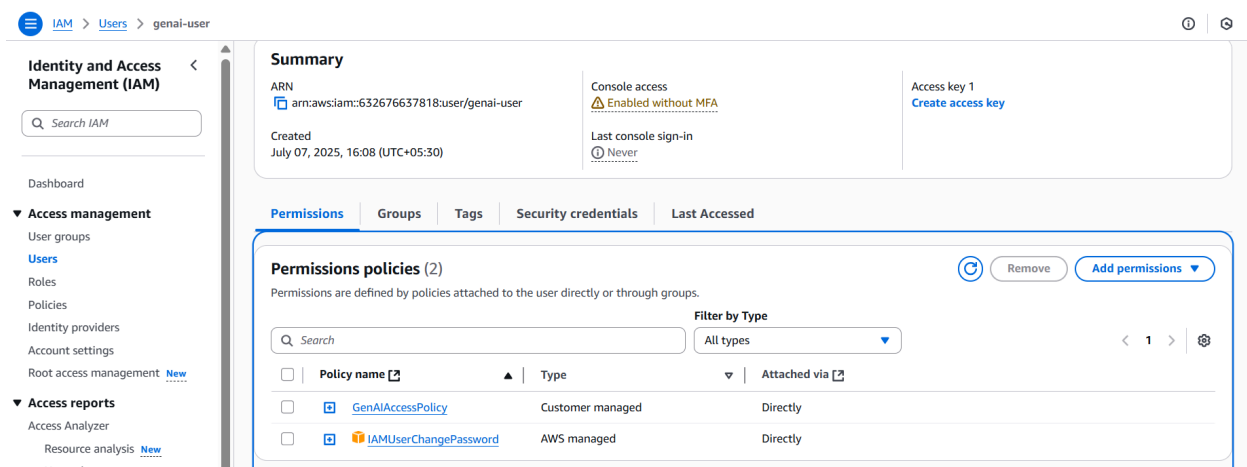 IAM > Users > genai-user
Identity and Access
Management (IAM)
Search IAM
Dashboard
Access management
User groups
Users
Roles
Policies
Identity providers
Account settings
Root access management New
Access reports
Access Analyzer
Resource analysis New
Summary
ARN
arn:aws:iam::632676637818:user/genai-user
Created
July 07, 2025, 16:08 (UTC+05:30)
Console access
Enabled without MFA
Last console sign-in
Never
Access key 1
Create access key
Permissions Groups Tags Security credentials Last Accessed
Permissions policies (2)
Remove Add permissions
Permissions are defined by policies attached to the user directly or through groups.
Filter by Type
Search All types 1
Policy name Type Attached via
GenAIAccessPolicy Customer managed Directly
IAMUserChangePassword AWS managed Directly